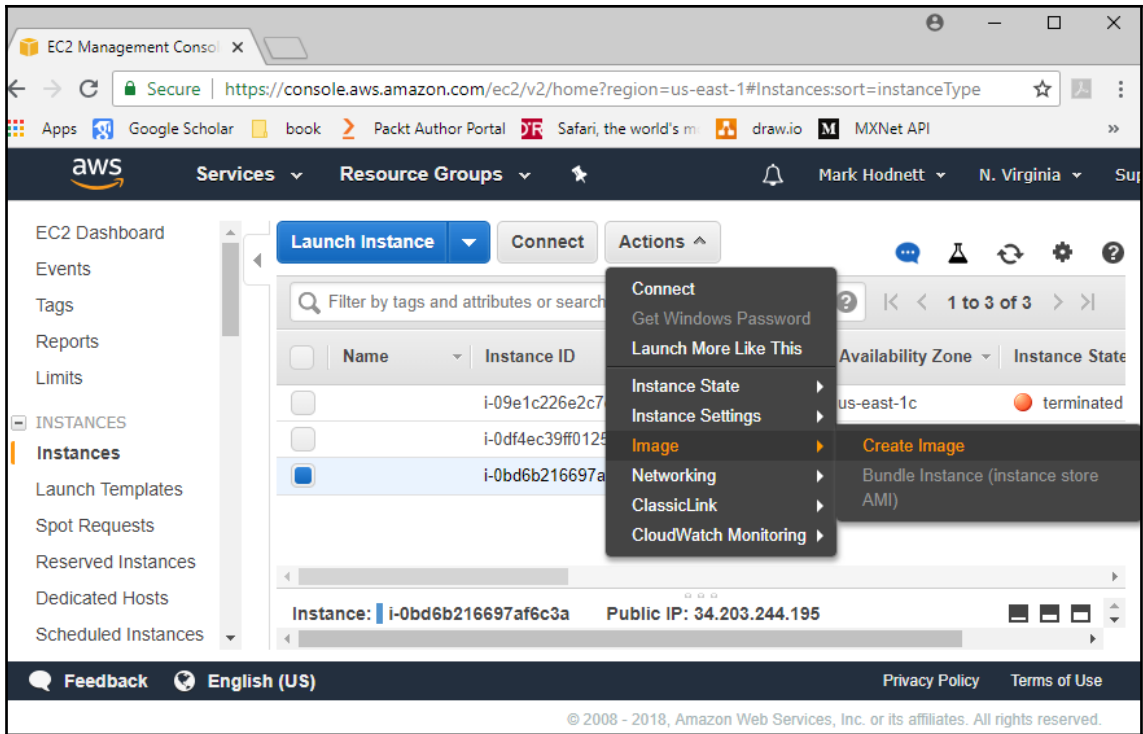 EC2 Management Consol
Secure | https://console.aws.amazon.com/ec2/v2/home?region=us-east-1#Instances:sort=instanceType
Apps Google Scholar book Packt Author Portal Safari, the world's m draw.io M MXNet API »
aws Services Resource Groups Mark Hodnett N. Virginia Sup
EC2 Dashboard
Events
Tags
Reports
Limits
INSTANCES
Instances
Launch Templates
Spot Requests
Reserved Instances
Dedicated Hosts
Scheduled Instances
Launch Instance Connect Actions
Filter by tags and attributes or search 1 to 3 of 3
Name Instance ID Availability Zone Instance State
i-09e1c226e2c7 us-east-1c terminated
i-0df4ec39ff0125
i-0bd6b216697a
Connect
Get Windows Password
Launch More Like This
Instance State
Instance Settings
Image
Networking
ClassicLink
CloudWatch Monitoring
Create Image
Bundle Instance (instance store
AMI)
Instance: i-0bd6b216697af6c3a Public IP: 34.203.244.195
Feedback English (US) Privacy Policy Terms of Use
© 2008 - 2018, Amazon Web Services, Inc. or its affiliates. All rights reserved.